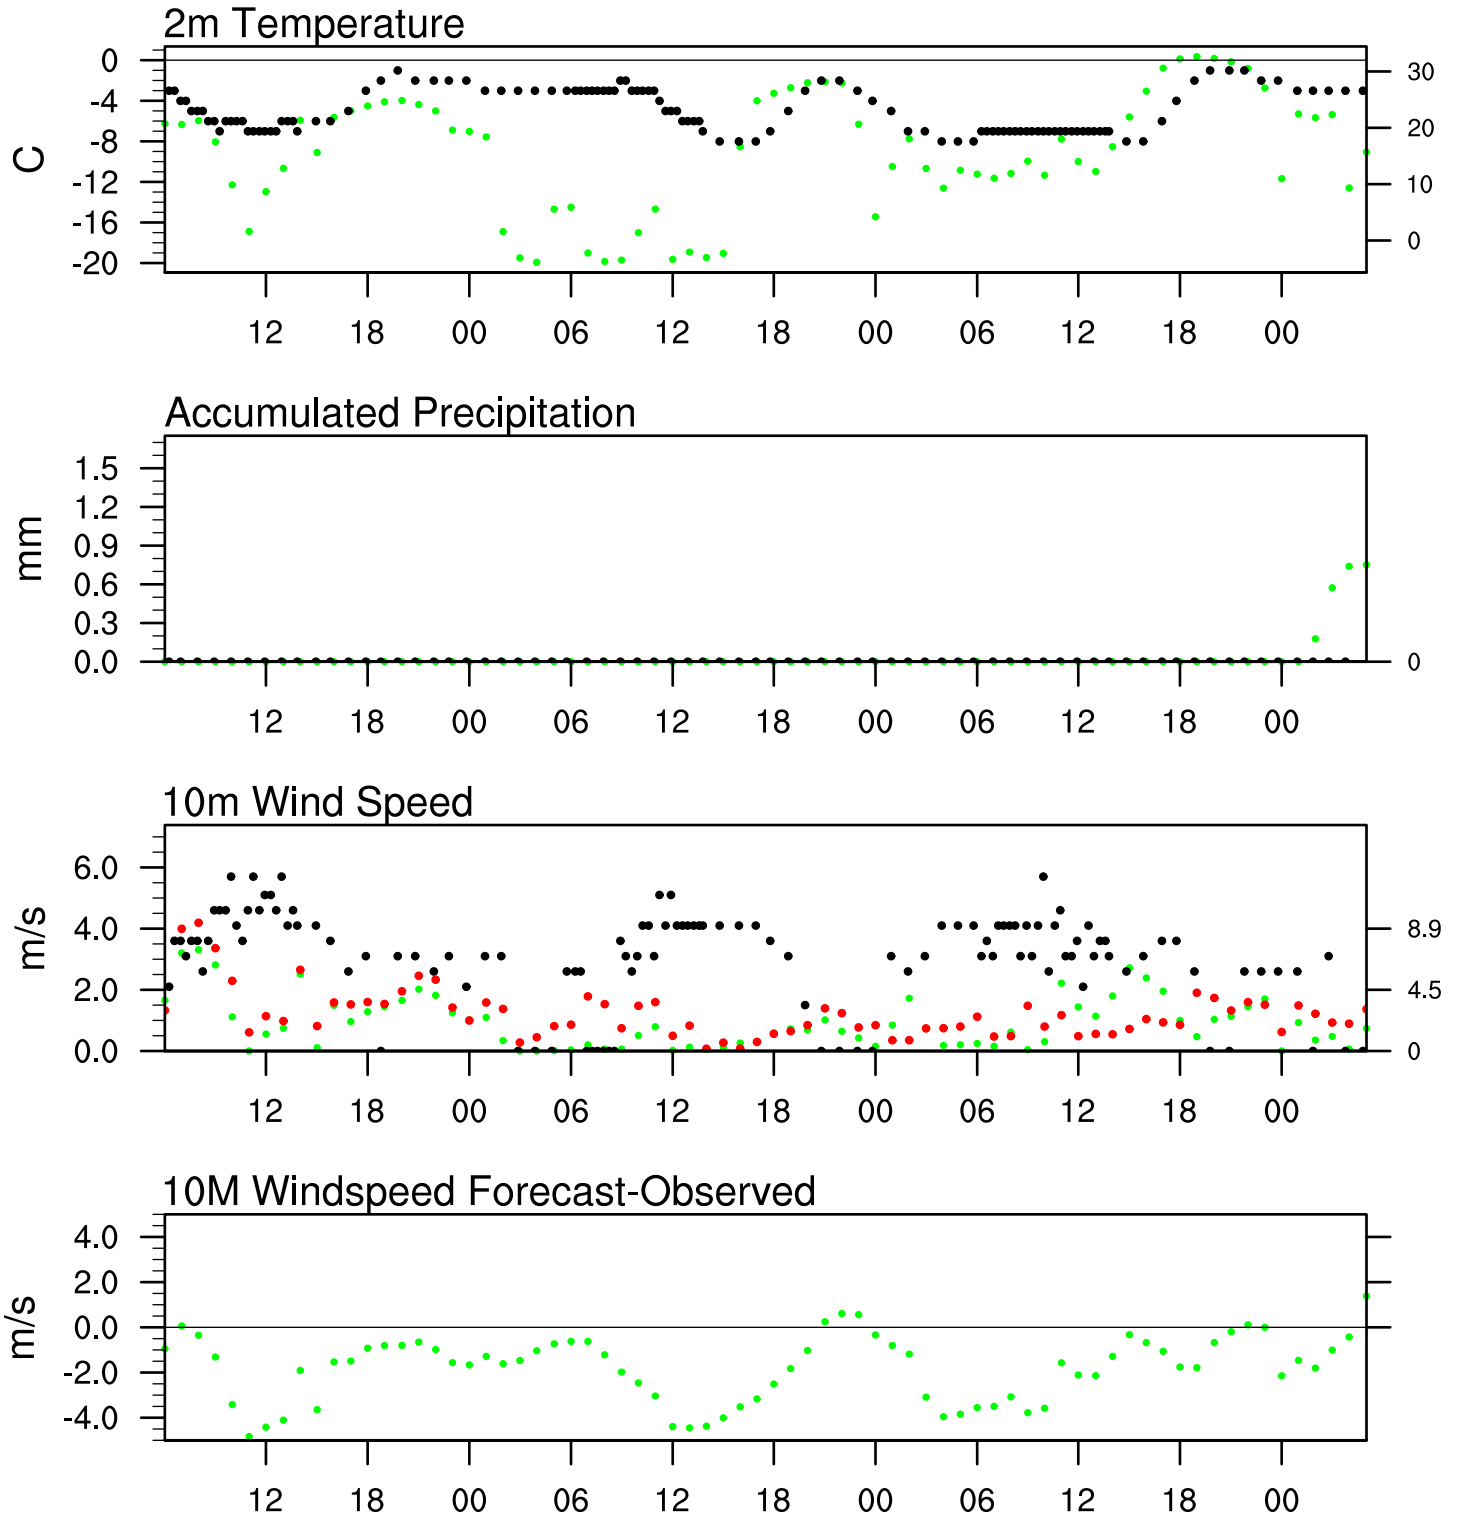 2m Temperature
0
-4
-8
-12
-16
-20
C
30
20
10
0
12 18 00 06 12 18 00 06 12 18 00
Accumulated Precipitation
1.5
1.2
0.9
0.6
0.3
0.0
mm
0
12 18 00 06 12 18 00 06 12 18 00
10m Wind Speed
6.0
4.0
2.0
0.0
m/s
8.9
4.5
0
12 18 00 06 12 18 00 06 12 18 00
10M Windspeed Forecast-Observed
4.0
2.0
0.0
-2.0
-4.0
m/s
12 18 00 06 12 18 00 06 12 18 00